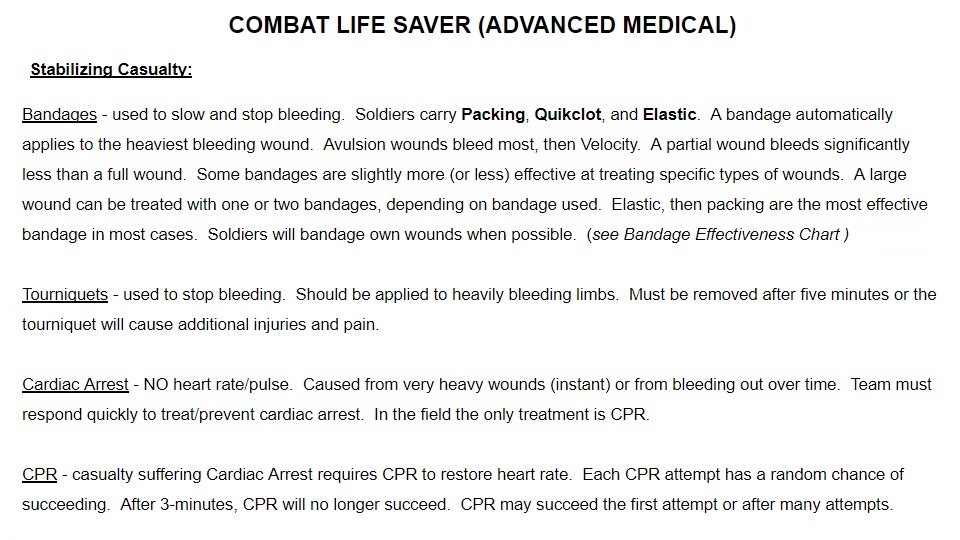 COMBAT LIFE SAVER (ADVANCED MEDICAL)
Stabilizing Casualty:
Bandages - used to slow and stop bleeding.  Soldiers carry Packing, Quikclot, and Elastic.  A bandage automatically
applies to the heaviest bleeding wound.  Avulsion wounds bleed most, then Velocity.  A partial wound bleeds significantly
less than a full wound.  Some bandages are slightly more (or less) effective at treating specific types of wounds.  A large
wound can be treated with one or two bandages, depending on bandage used.  Elastic, then packing are the most effective
bandage in most cases.  Soldiers will bandage own wounds when possible.  (see Bandage Effectiveness Chart )
Tourniquets - used to stop bleeding.  Should be applied to heavily bleeding limbs.  Must be removed after five minutes or the
tourniquet will cause additional injuries and pain.
Cardiac Arrest - NO heart rate/pulse.  Caused from very heavy wounds (instant) or from bleeding out over time.  Team must
respond quickly to treat/prevent cardiac arrest.  In the field the only treatment is CPR.
CPR - casualty suffering Cardiac Arrest requires CPR to restore heart rate.  Each CPR attempt has a random chance of
succeeding.  After 3-minutes, CPR will no longer succeed.  CPR may succeed the first attempt or after many attempts.